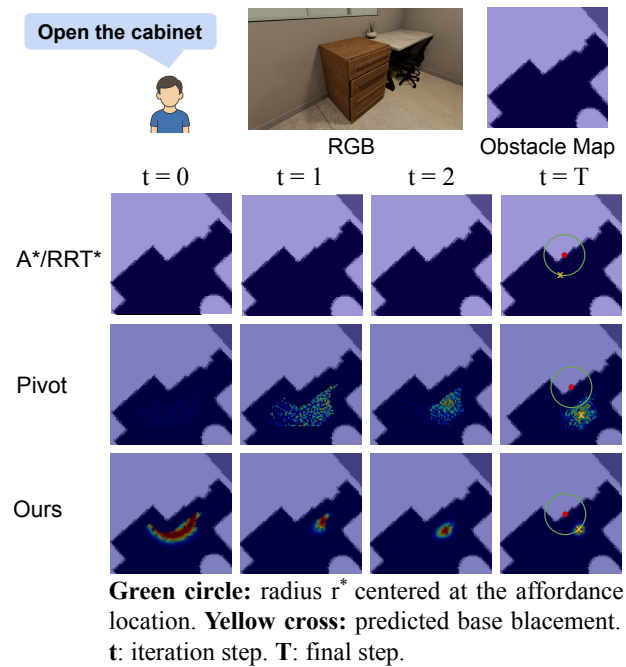 Open the cabinet
RGB
Obstacle Map
t = 0
t = 1
t = 2
t = T
A*/RRT*
Pivot
Ours
Green circle: radius r* centered at the affordance
location. Yellow cross: predicted base blacement.
t: iteration step. T: final step.